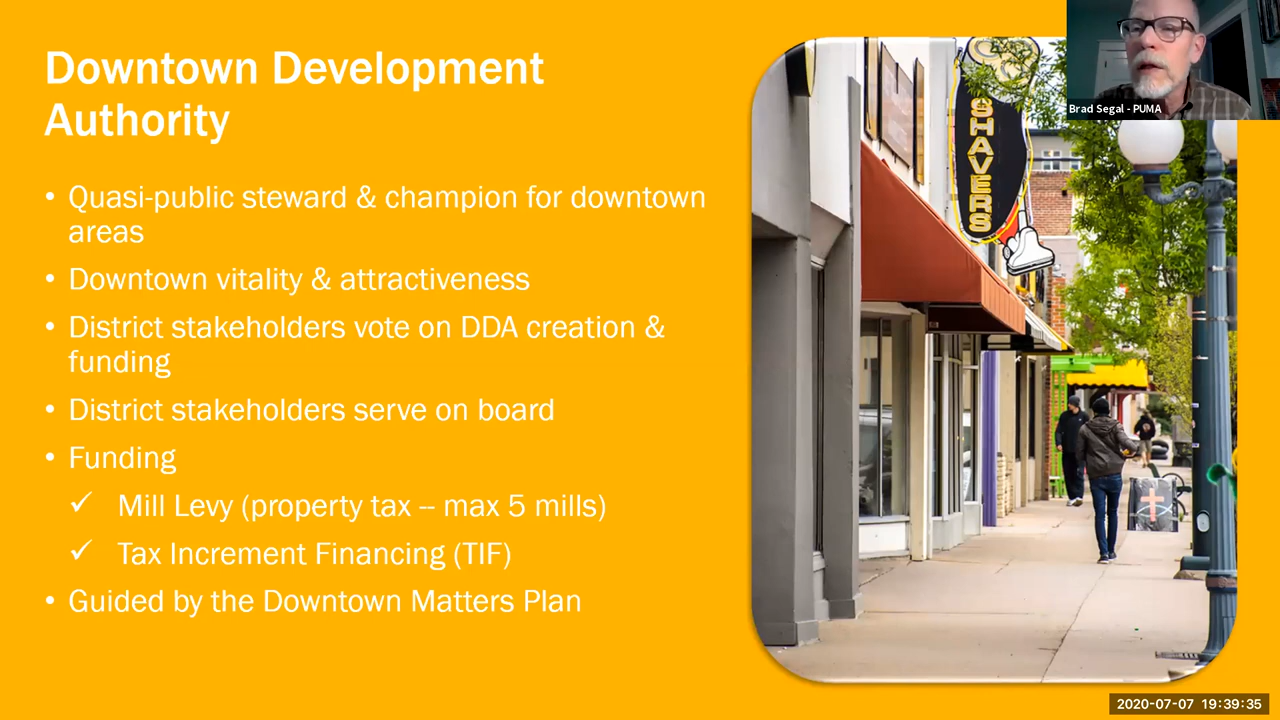 Downtown Development
Authority
• Quasi-public steward & champion for downtown
areas
• Downtown vitality & attractiveness
• District stakeholders vote on DDA creation &
funding
• District stakeholders serve on board
• Funding
✓ Mill Levy (property tax -- max 5 mills)
✓ Tax Increment Financing (TIF)
• Guided by the Downtown Matters Plan
SHAVERS
Brad Segal - PUMA
2020-07-07 19:39:35